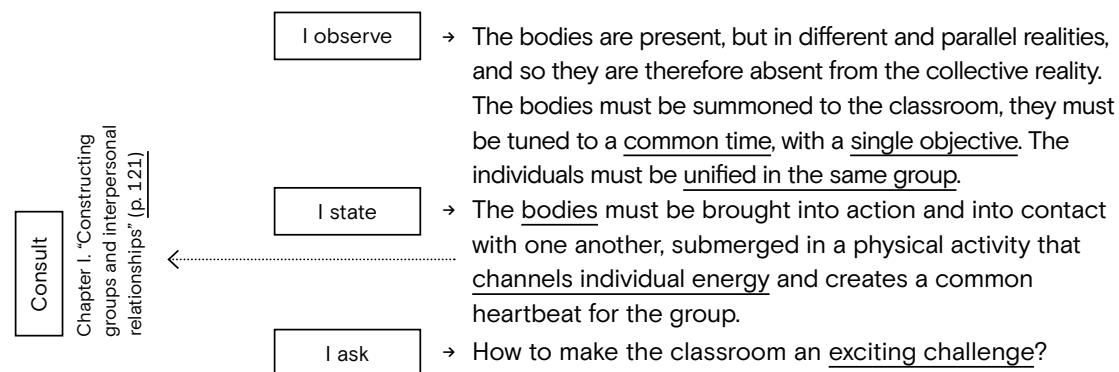 I observe
→ The bodies are present, but in different and parallel realities,
and so they are therefore absent from the collective reality.
The bodies must be summoned to the classroom, they must
be tuned to a common time, with a single objective. The
individuals must be unified in the same group.
I state
→ The bodies must be brought into action and into contact
with one another, submerged in a physical activity that
channels individual energy and creates a common
heartbeat for the group.
I ask
→ How to make the classroom an exciting challenge?
Consult
Chapter I. “Constructing
groups and interpersonal
relationships” (p. 121)